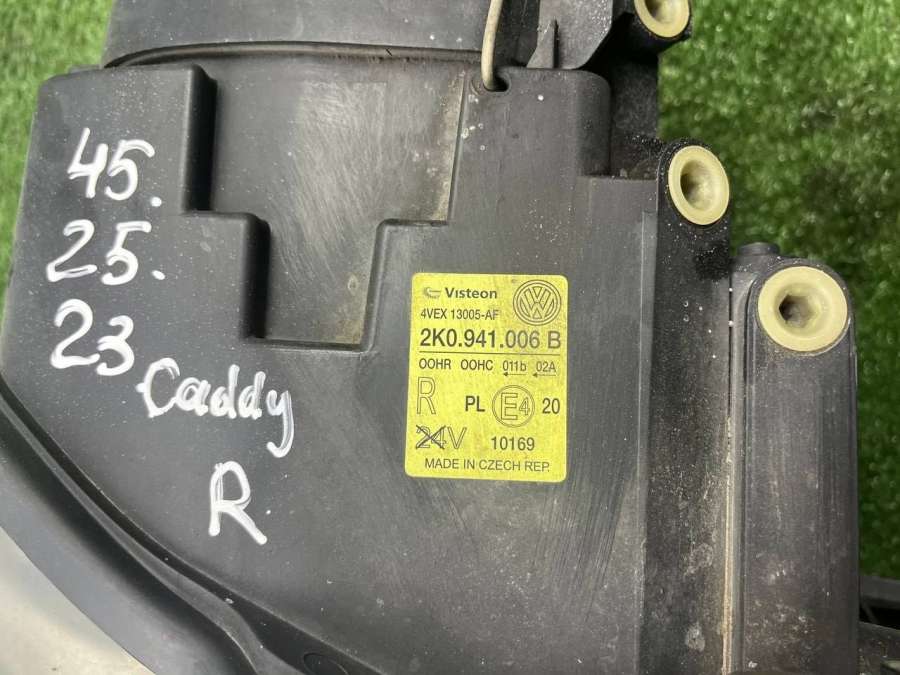 45.
25.
23
Caddy
R
Visteon
4VEX 13005-AF
2K0.941.006 B
OOHR OOHC 011b 02A
R PL E4 20
24V 10169
MADE IN CZECH REP.